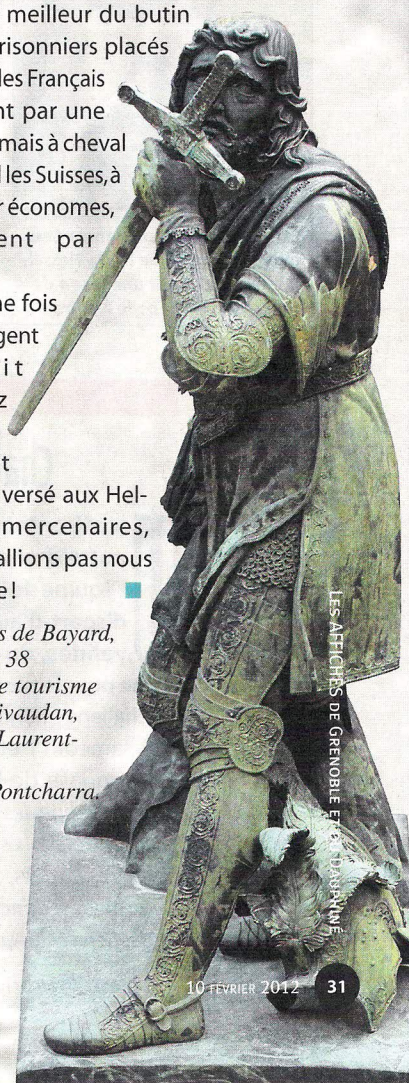 meilleur du butin
risonniers placés
les Français
nt par une
mais à cheval
l les Suisses, à
r économes,
ent par
ne fois
gent
it
z
t
versé aux Hel-
mercenaires,
allions pas nous
e!
s de Bayard,
38
e tourisme
ivaudan,
Laurent-
Pontcharra.
LES AFFICHES DE GRENOBLE ET DU DAUPHINÉ
10 FÉVRIER 2012 31